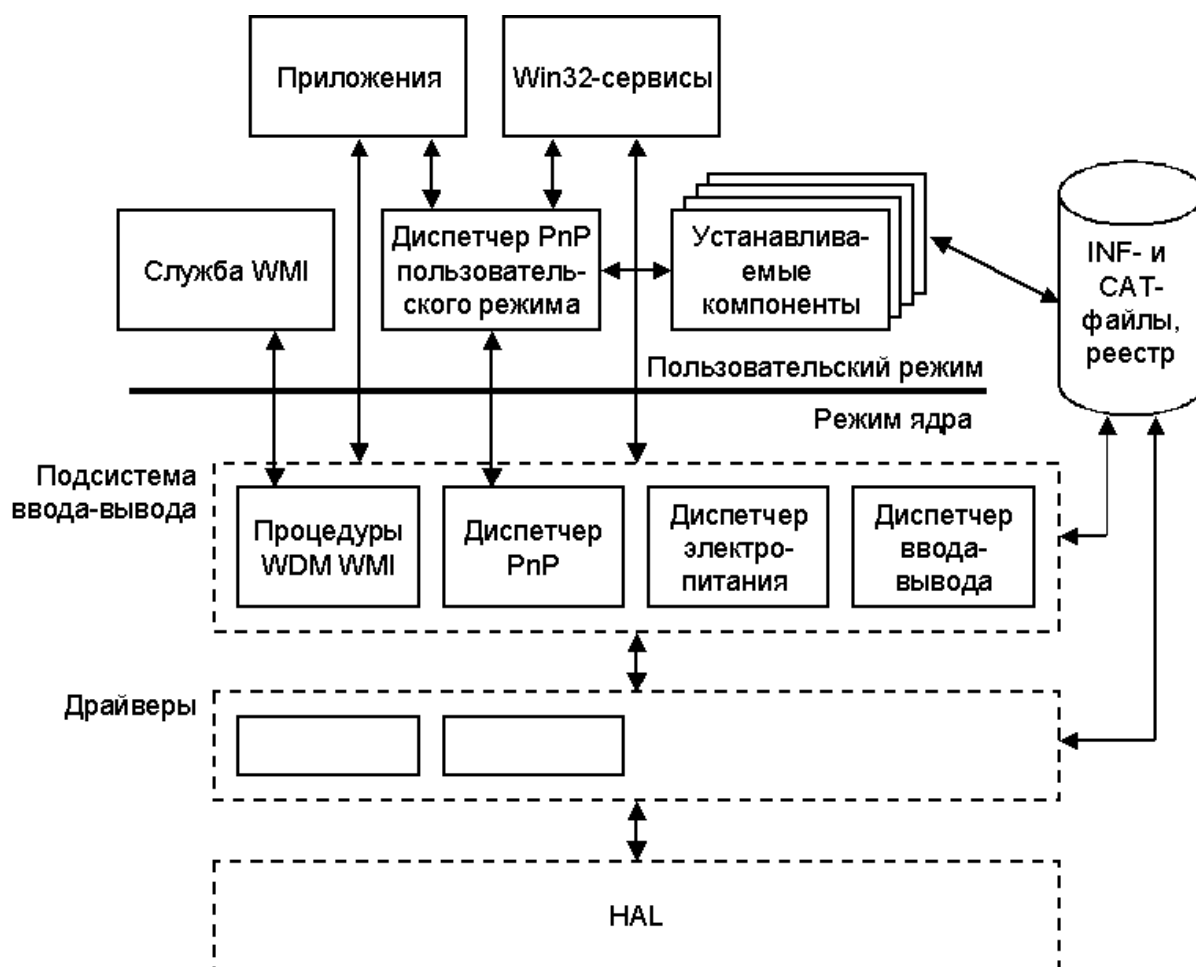 Приложения
Win32-сервисы
Служба WMI
Диспетчер PnP
пользователь-
ского режима
Устанавлива-
емые
компоненты
INF- и
CAT-
файлы,
реестр
Пользовательский режим
Режим ядра
Подсистема
ввода-вывода
Процедуры
WDM WMI
Диспетчер
PnP
Диспетчер
электро-
питания
Диспетчер
ввода-
вывода
Драйверы
HAL